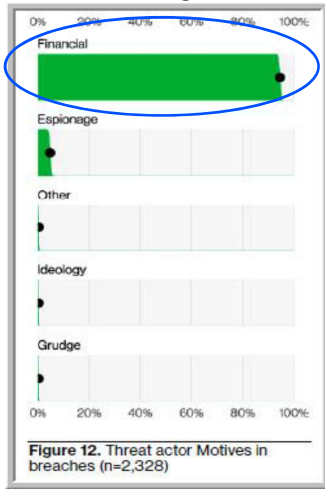 0% 20% 40% 60% 80% 100%
Financial
Espionage
Other
Ideology
Grudge
0% 20% 40% 60% 80% 100%
Figure 12. Threat actor Motives in
breaches (n=2,328)